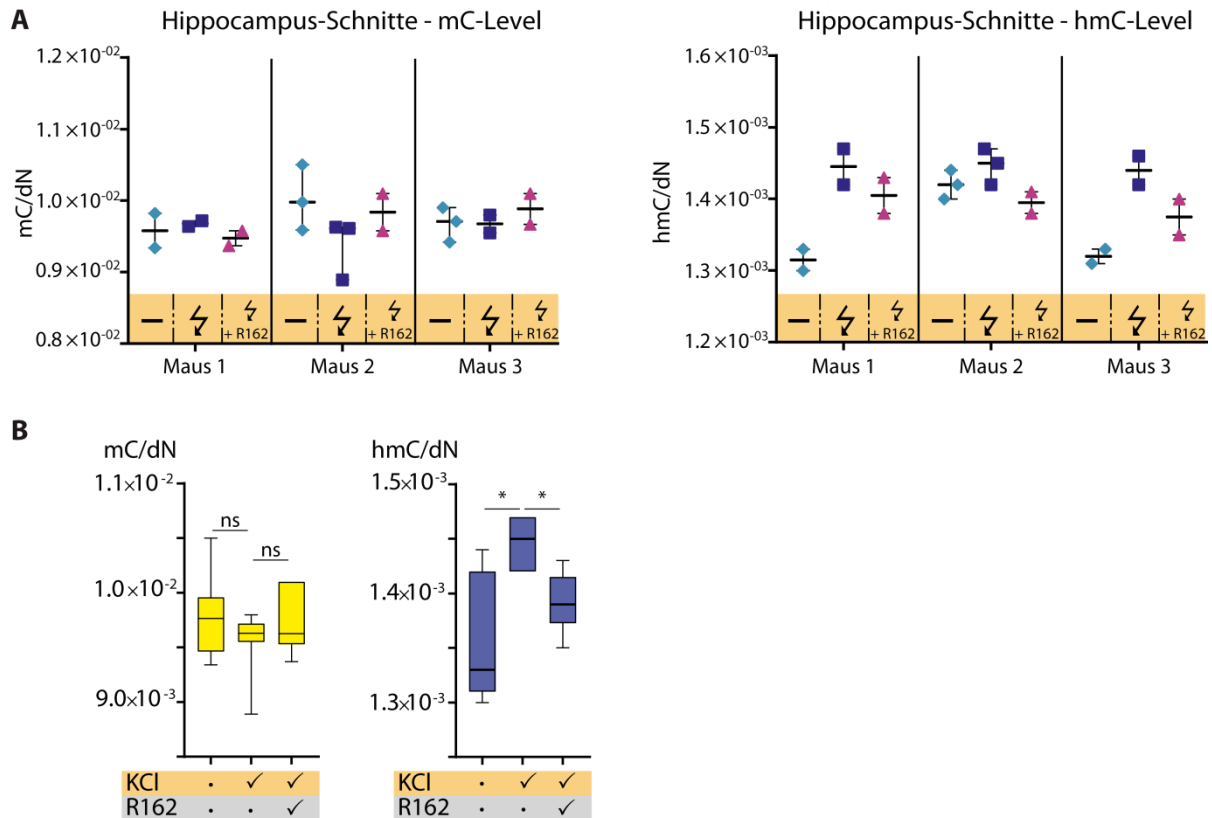 A
Hippocampus-Schnitte - mC-Level
mC/dN
1.2×10⁻⁰²
1.1×10⁻⁰²
1.0×10⁻⁰²
0.9×10⁻⁰²
0.8×10⁻⁰²
+ R162
+ R162
+ R162
Maus 1 Maus 2 Maus 3
Hippocampus-Schnitte - hmC-Level
hmC/dN
1.6×10⁻⁰³
1.5×10⁻⁰³
1.4×10⁻⁰³
1.3×10⁻⁰³
1.2×10⁻⁰³
+ R162
+ R162
+ R162
Maus 1 Maus 2 Maus 3
B
mC/dN
1.1×10⁻²
1.0×10⁻²
9.0×10⁻³
ns
ns
KCl · ✓ ✓
R162 · · ✓
hmC/dN
1.5×10⁻³
1.4×10⁻³
1.3×10⁻³
* *
KCl · ✓ ✓
R162 · · ✓